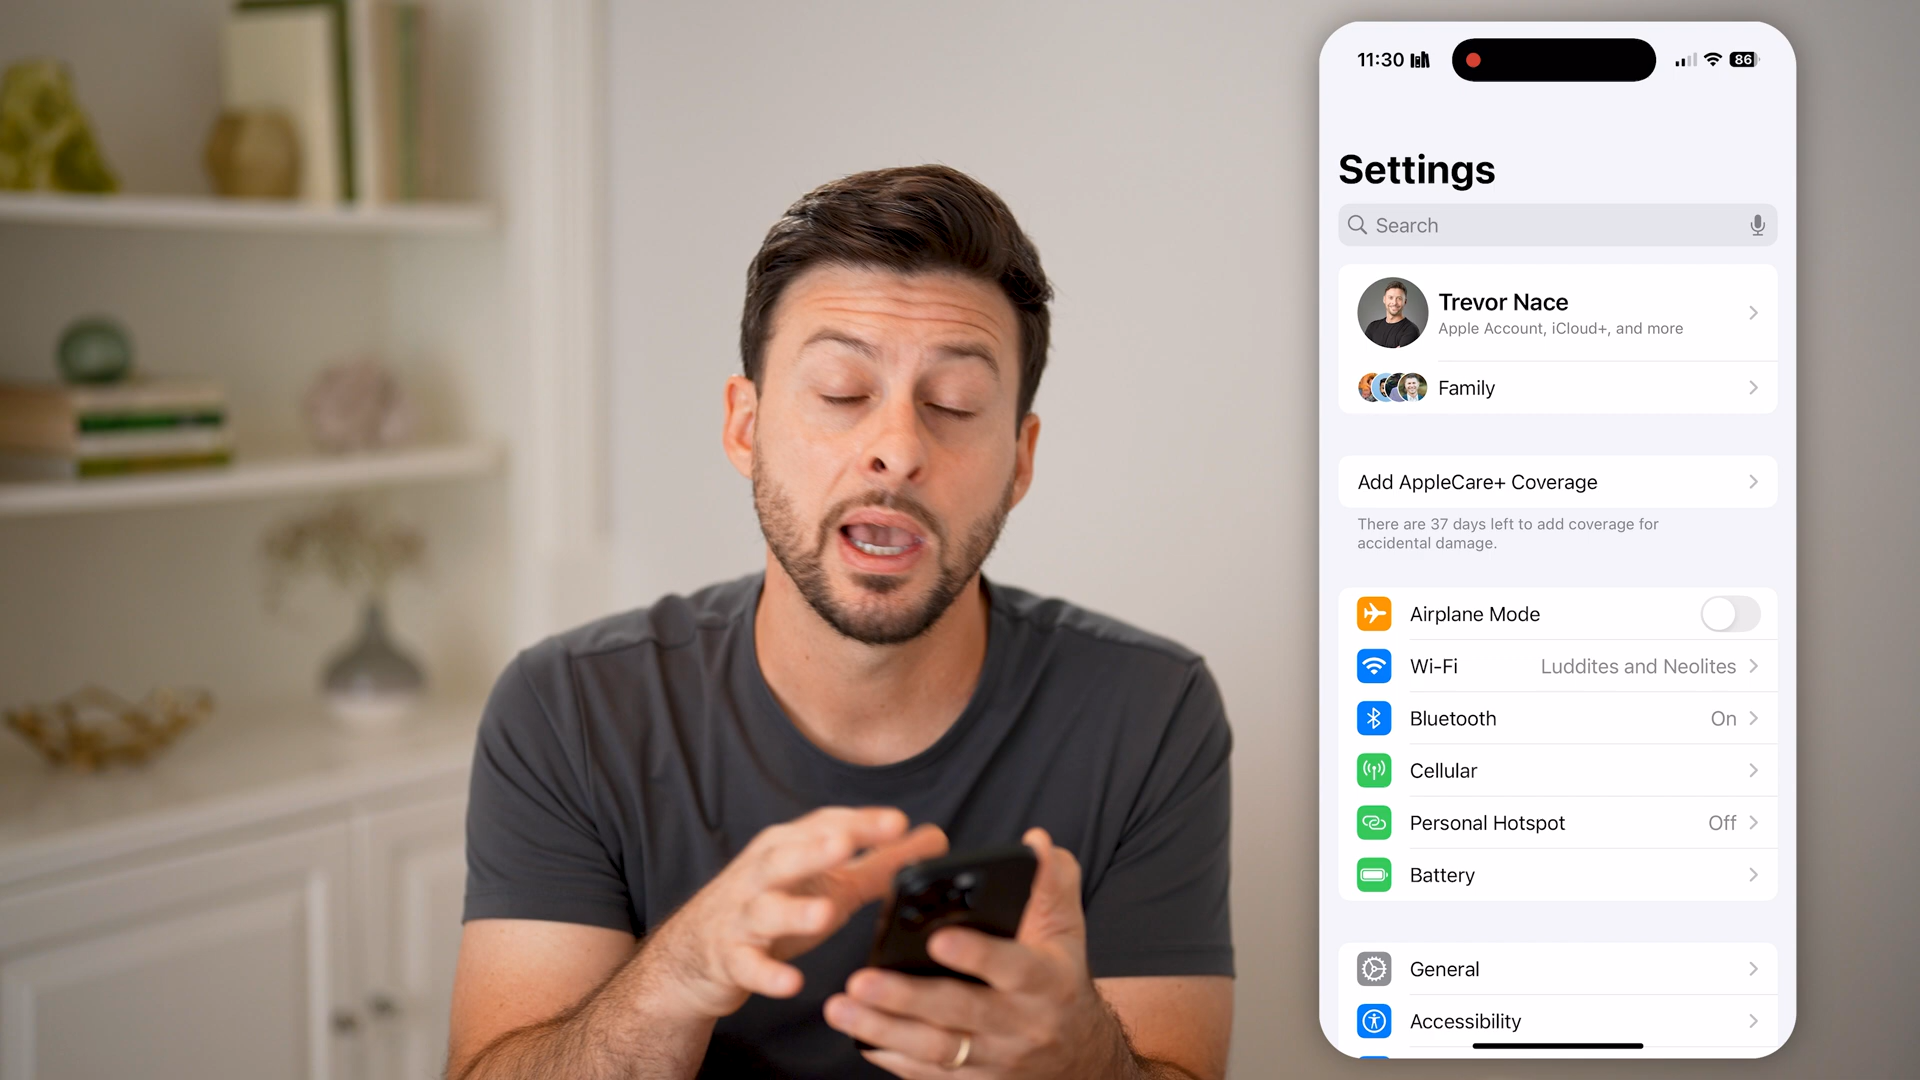 11:30
86
Settings
Search
Trevor Nace
Apple Account, iCloud+, and more
Family
Add AppleCare+ Coverage
There are 37 days left to add coverage for
accidental damage.
Airplane Mode
Wi-Fi Luddites and Neolites
Bluetooth On
Cellular
Personal Hotspot Off
Battery
General
Accessibility